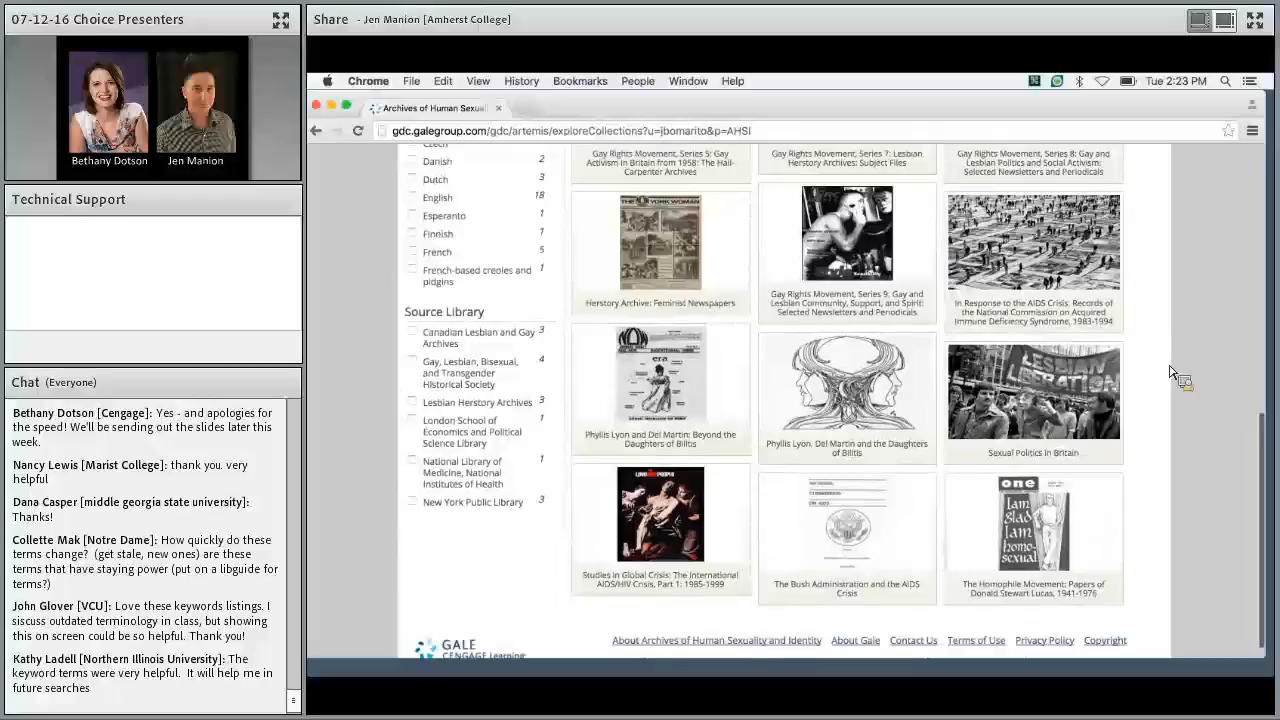 07-12-16 Choice Presenters
Bethany Dotson
Jen Manion
Technical Support
Chat (Everyone)
Bethany Dotson [Cengage]: Yes - and apologies for
the speed! We'll be sending out the slides later this
week.
Nancy Lewis [Marist College]: thank you. very
helpful
Dana Casper [middle georgia state university]:
Thanks!
Collette Mak [Notre Dame]: How quickly do these
terms change? (get stale, new ones) are these
terms that have staying power (put on a libguide for
terms?)
John Glover [VCU]: Love these keywords listings. I
siscuss outdated terminology in class, but showing
this on screen could be so helpful. Thank you!
Kathy Ladell [Northern Illinois University]: The
keyword terms were very helpful. It will help me in
future searches
Share - Jen Manion [Amherst College]
Chrome File Edit View History Bookmarks People Window Help
Tue 2:23 PM
Archives of Human Sexual
gdc.galegroup.com/gdc/artemis/exploreCollections?u=jbomarito&p=AHSI
Czech
Danish 2
Dutch 3
English 18
Esperanto 1
Finnish 1
French 5
French-based creoles and 1
pidgins
Source Library
Canadian Lesbian and Gay 3
Archives
Gay, Lesbian, Bisexual, 4
and Transgender
Historical Society
Lesbian Herstory Archives 3
London School of 1
Economics and Political
Science Library
National Library of 1
Medicine, National
Institutes of Health
New York Public Library 3
Gay Rights Movement, Series 5: Gay
Activism in Britain from 1958: The Hall-
Carpenter Archives
Gay Rights Movement, Series 7: Lesbian
Herstory Archives: Subject Files
Gay Rights Movement, Series 8: Gay and
Lesbian Politics and Social Activism:
Selected Newsletters and Periodicals
Herstory Archive: Feminist Newspapers
Gay Rights Movement, Series 9: Gay and
Lesbian Community, Support, and Spirit:
Selected Newsletters and Periodicals
In Response to the AIDS Crisis: Records of
the National Commission on Acquired
Immune Deficiency Syndrome, 1983-1994
era
Phyllis Lyon and Del Martin: Beyond the
Daughters of Bilitis
Phyllis Lyon, Del Martin and the Daughters
of Bilitis
LESBIAN
LIBERATION
Sexual Politics in Britain
Studies in Global Crisis: The International
AIDS/HIV Crisis, Part 1: 1985-1999
The Bush Administration and the AIDS
Crisis
one
I am
glad
I am
homo-
sexual
The Homophile Movement: Papers of
Donald Stewart Lucas, 1941-1976
GALE
CENGAGE Learning
About Archives of Human Sexuality and Identity About Gale Contact Us Terms of Use Privacy Policy Copyright